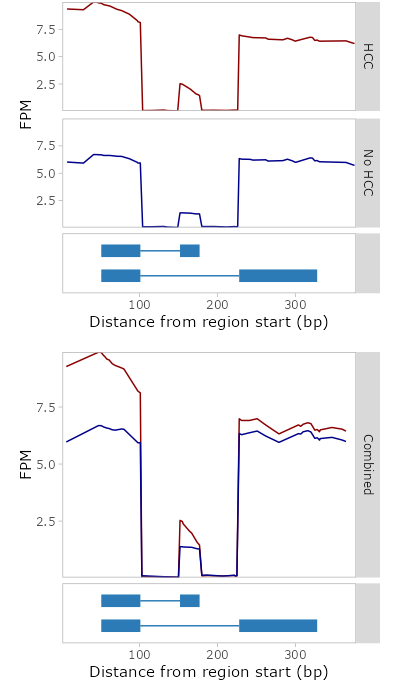 7.5
5.0
2.5
HCC
FPM
7.5
5.0
2.5
No HCC
100 200 300
Distance from region start (bp)
7.5
5.0
2.5
FPM
Combined
100 200 300
Distance from region start (bp)